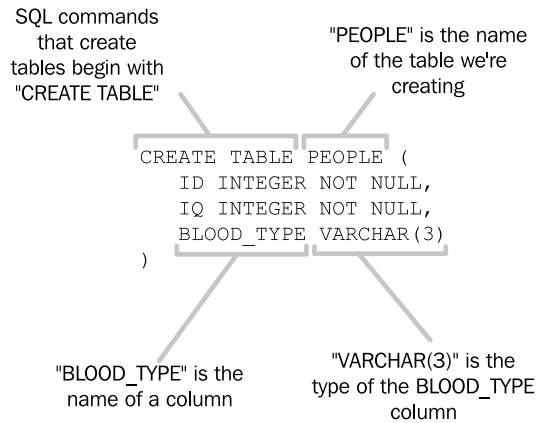 SQL commands
that create
tables begin with
"CREATE TABLE"
"PEOPLE" is the name
of the table we're
creating
CREATE TABLE PEOPLE (
ID INTEGER NOT NULL,
IQ INTEGER NOT NULL,
BLOOD_TYPE VARCHAR(3)
)
"BLOOD_TYPE" is the
name of a column
"VARCHAR(3)" is the
type of the BLOOD_TYPE
column